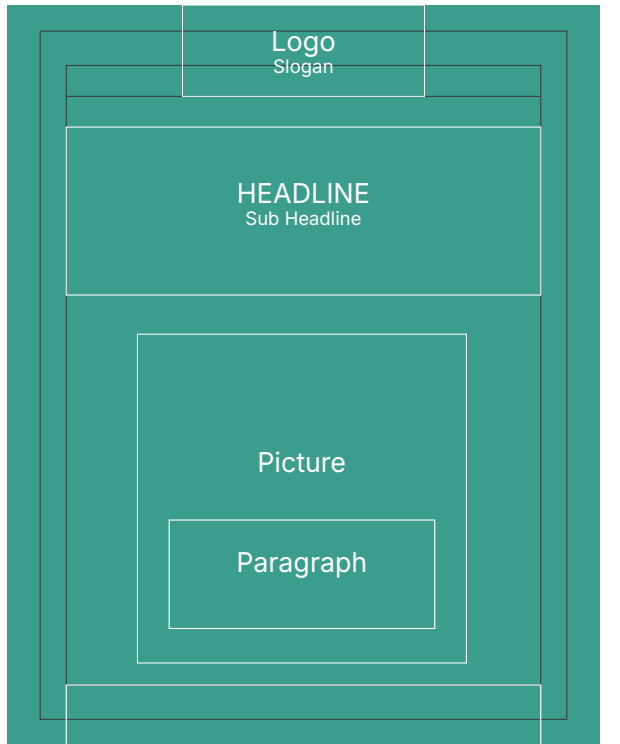 Logo
Slogan
HEADLINE
Sub Headline
Picture
Paragraph